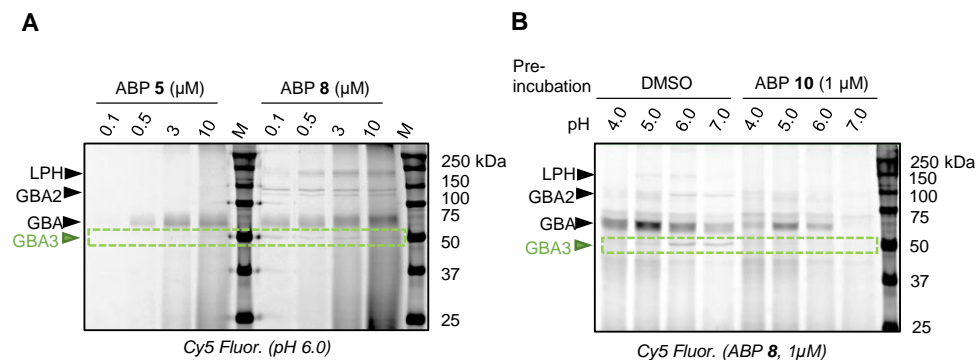 A
ABP 5 (µM)
ABP 8 (µM)
0.1
0.5
3
10
M
0.1
0.5
3
10
M
LPH
GBA2
GBA
GBA3
250 kDa
150
100
75
50
37
25
Cy5 Fluor. (pH 6.0)
B
Pre-
incubation
DMSO
ABP 10 (1 µM)
pH
4.0
5.0
6.0
7.0
4.0
5.0
6.0
7.0
LPH
GBA2
GBA
GBA3
250 kDa
150
100
75
50
37
25
Cy5 Fluor. (ABP 8, 1µM)